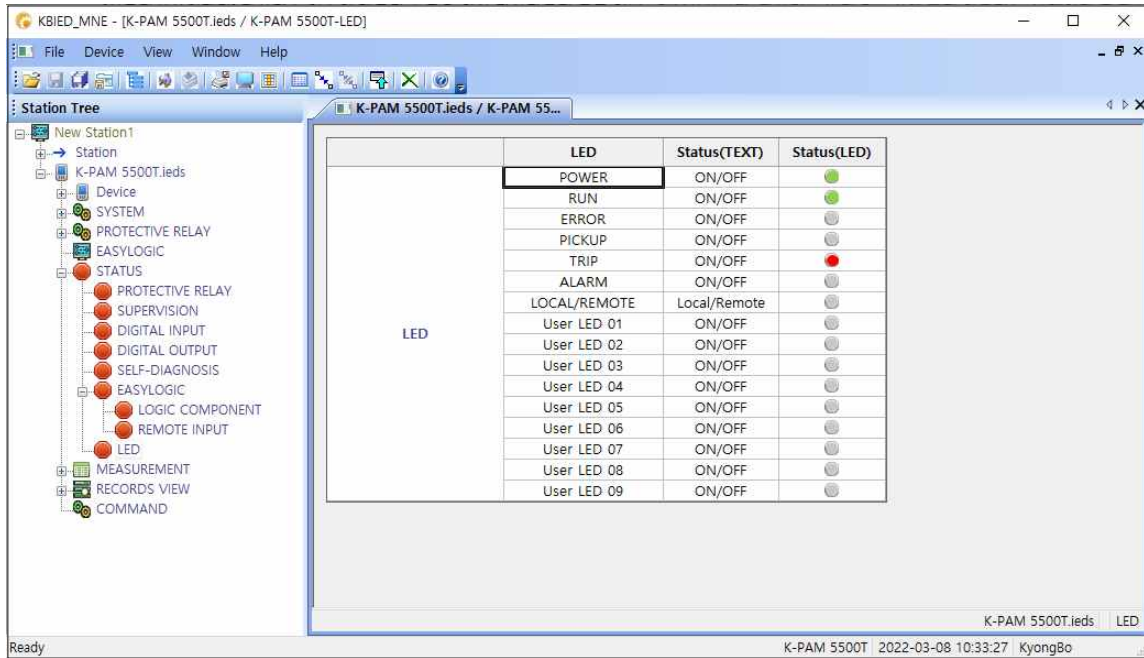 KBIED_MNE - [K-PAM 5500T.ieds / K-PAM 5500T-LED]
File Device View Window Help
Station Tree
K-PAM 5500T.ieds / K-PAM 55...
New Station1
Station
K-PAM 5500T.ieds
Device
SYSTEM
PROTECTIVE RELAY
EASYLOGIC
STATUS
PROTECTIVE RELAY
SUPERVISION
DIGITAL INPUT
DIGITAL OUTPUT
SELF-DIAGNOSIS
EASYLOGIC
LOGIC COMPONENT
REMOTE INPUT
LED
MEASUREMENT
RECORDS VIEW
COMMAND
LED Status(TEXT) Status(LED)
LED
POWER ON/OFF
RUN ON/OFF
ERROR ON/OFF
PICKUP ON/OFF
TRIP ON/OFF
ALARM ON/OFF
LOCAL/REMOTE Local/Remote
User LED 01 ON/OFF
User LED 02 ON/OFF
User LED 03 ON/OFF
User LED 04 ON/OFF
User LED 05 ON/OFF
User LED 06 ON/OFF
User LED 07 ON/OFF
User LED 08 ON/OFF
User LED 09 ON/OFF
K-PAM 5500T.ieds LED
Ready K-PAM 5500T 2022-03-08 10:33:27 KyongBo